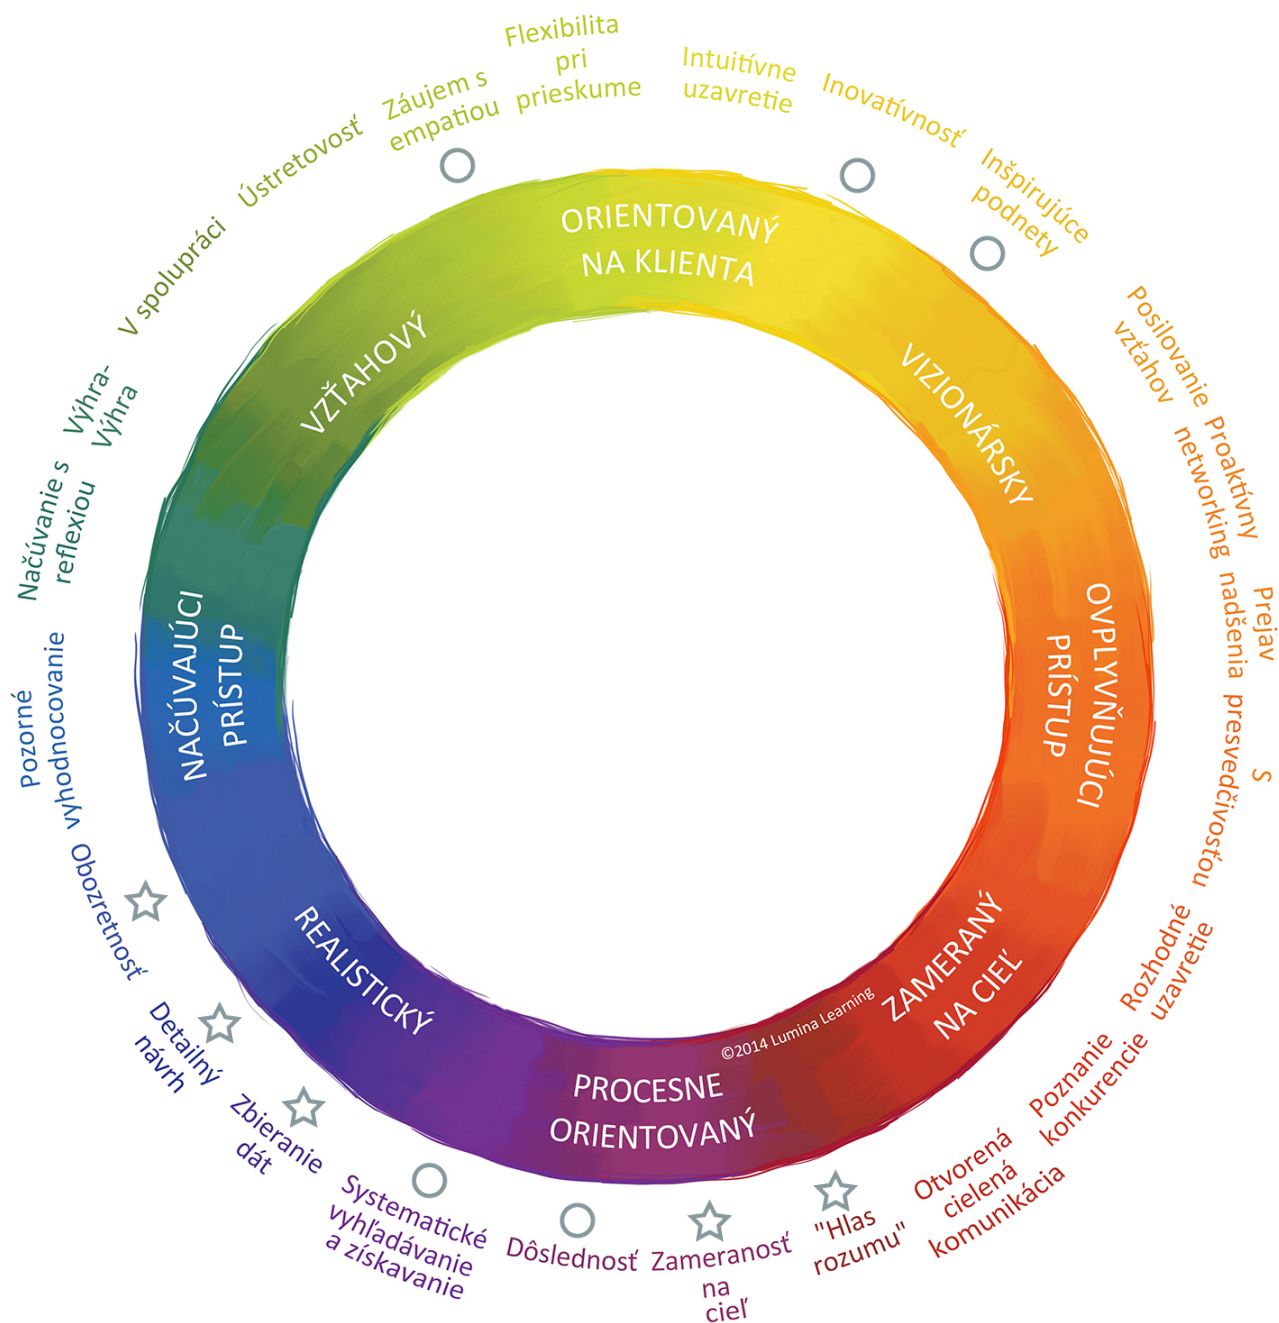 Flexibilita
pri
prieskume
Intuitívne
uzavretie
Inovatívnosť
Inšpirujúce
podnety
Posilovanie
vzťahov
Proaktívny
networking
Prejav
nadšenia
S
presvedčivosťou
Rozhodné
uzavretie
Poznanie
konkurencie
Otvorená
cielená
komunikácia
"Hlas
rozumu"
Zameranosť
na
cieľ
Dôslednosť
Systematické
vyhľadávanie
a získavanie
Zbieranie
dát
Detailný
návrh
Obozretnosť
Pozorné
vyhodnocovanie
Načúvanie s
reflexiou
Výhra-
Výhra
V spolupráci
Ústretovosť
Záujem s
empatiou
ORIENTOVANÝ
NA KLIENTA
VIZIONÁRSKY
OVPLYVŇUJÚCI
PRÍSTUP
ZAMERANÝ
NA CIEĽ
©2014 Lumina Learning
PROCESNE
ORIENTOVANÝ
REALISTICKÝ
NAČÚVAJÚCI
PRÍSTUP
VZŤAHOVÝ